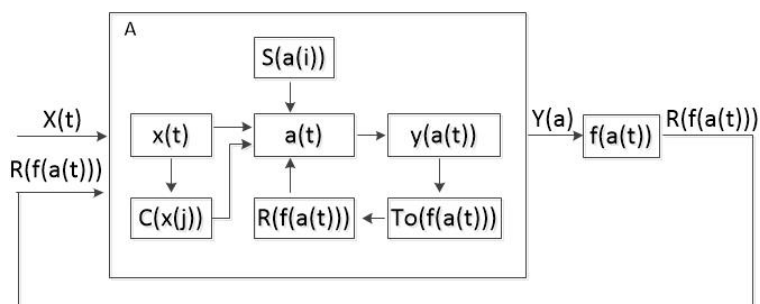 A
S(a(i))
X(t)
x(t)
a(t)
y(a(t))
Y(a)
f(a(t))
R(f(a(t)))
R(f(a(t)))
C(x(j))
R(f(a(t)))
To(f(a(t)))